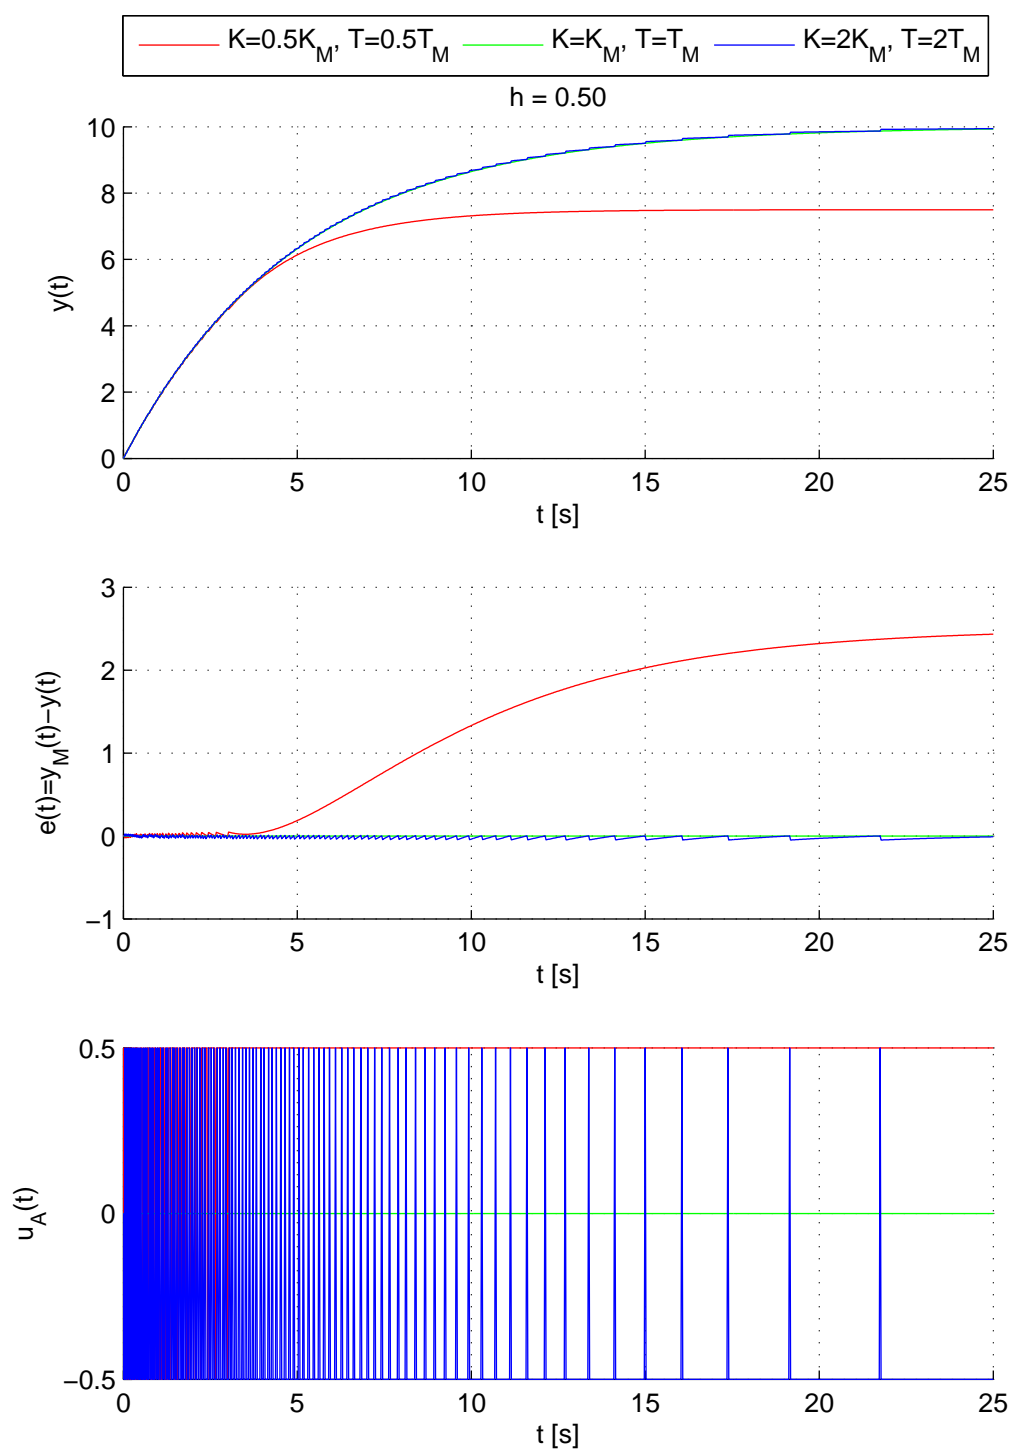 K=0.5K_M, T=0.5T_M K=K_M, T=T_M K=2K_M, T=2T_M
h = 0.50
10
8
6
4
2
0
y(t)
0 5 10 15 20 25
t [s]
3
2
1
0
−1
e(t)=y_M(t)−y(t)
0 5 10 15 20 25
t [s]
0.5
0
−0.5
u_A(t)
0 5 10 15 20 25
t [s]